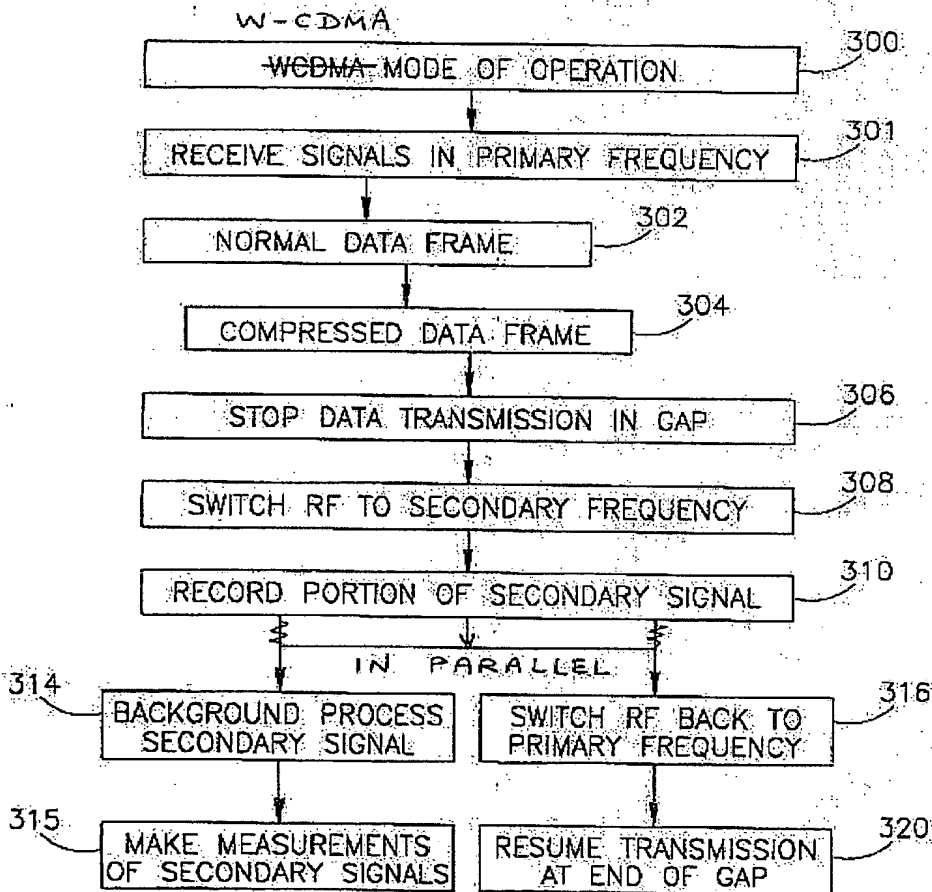 W-CDMA
300
WCDMA MODE OF OPERATION
301
RECEIVE SIGNALS IN PRIMARY FREQUENCY
302
NORMAL DATA FRAME
304
COMPRESSED DATA FRAME
306
STOP DATA TRANSMISSION IN GAP
308
SWITCH RF TO SECONDARY FREQUENCY
310
RECORD PORTION OF SECONDARY SIGNAL
IN PARALLEL
314
BACKGROUND PROCESS
SECONDARY SIGNAL
316
SWITCH RF BACK TO
PRIMARY FREQUENCY
315
MAKE MEASUREMENTS
OF SECONDARY SIGNALS
320
RESUME TRANSMISSION
AT END OF GAP